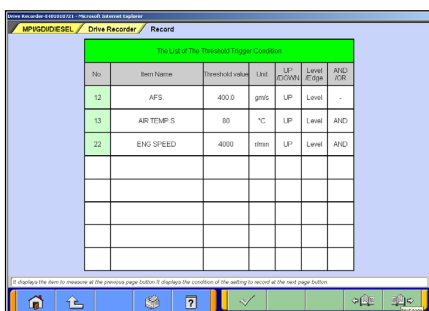 Drive Recorder-E402010721 - Microsoft Internet Explorer
MPI/GDI/DIESEL Drive Recorder Record
The List of The Threshold Trigger Condition
No. Item Name Threshold value Unit UP /DOWN Level /Edge AND /OR
12 AFS. 400.0 gm/s UP Level -
13 AIR TEMP.S 80 °C UP Level AND
22 ENG SPEED 4000 r/min UP Level AND
It displays the item to measure at the previous page button.It displays the condition of the setting to record at the next page button.
?
Next page